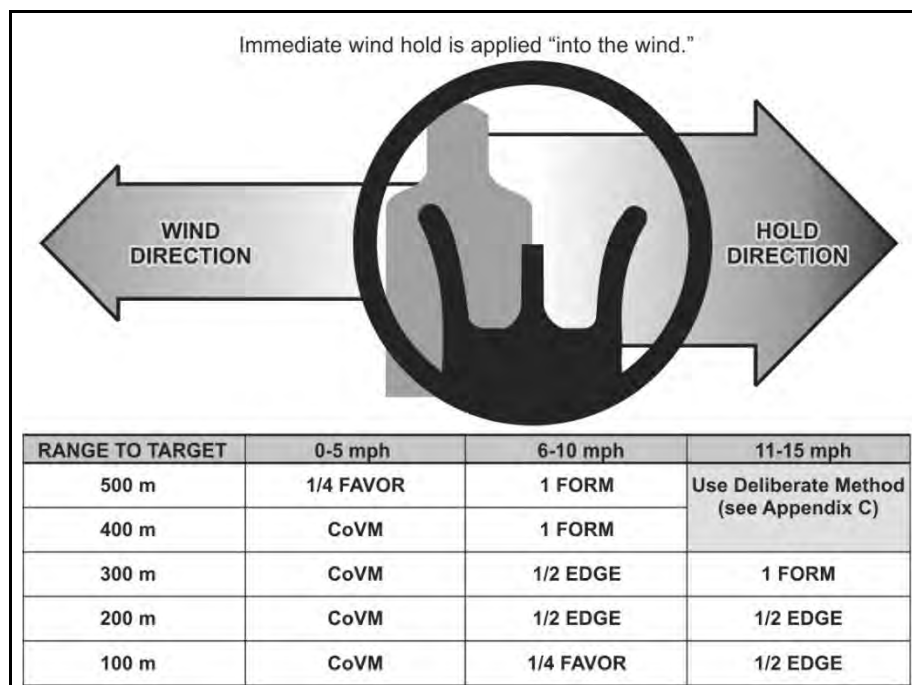 Immediate wind hold is applied “into the wind.”
WIND
DIRECTION
HOLD
DIRECTION
RANGE TO TARGET 0-5 mph 6-10 mph 11-15 mph
500 m 1/4 FAVOR 1 FORM Use Deliberate Method
(see Appendix C)
400 m CoVM 1 FORM
300 m CoVM 1/2 EDGE 1 FORM
200 m CoVM 1/2 EDGE 1/2 EDGE
100 m CoVM 1/4 FAVOR 1/2 EDGE